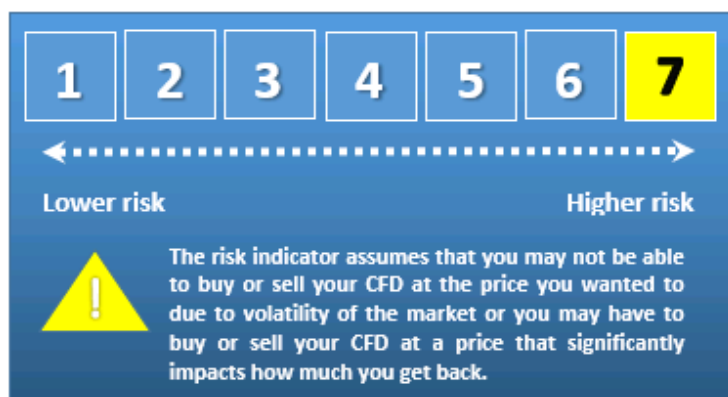 1 2 3 4 5 6 7
Lower risk Higher risk
!
The risk indicator assumes that you may not be able
to buy or sell your CFD at the price you wanted to
due to volatility of the market or you may have to
buy or sell your CFD at a price that significantly
impacts how much you get back.